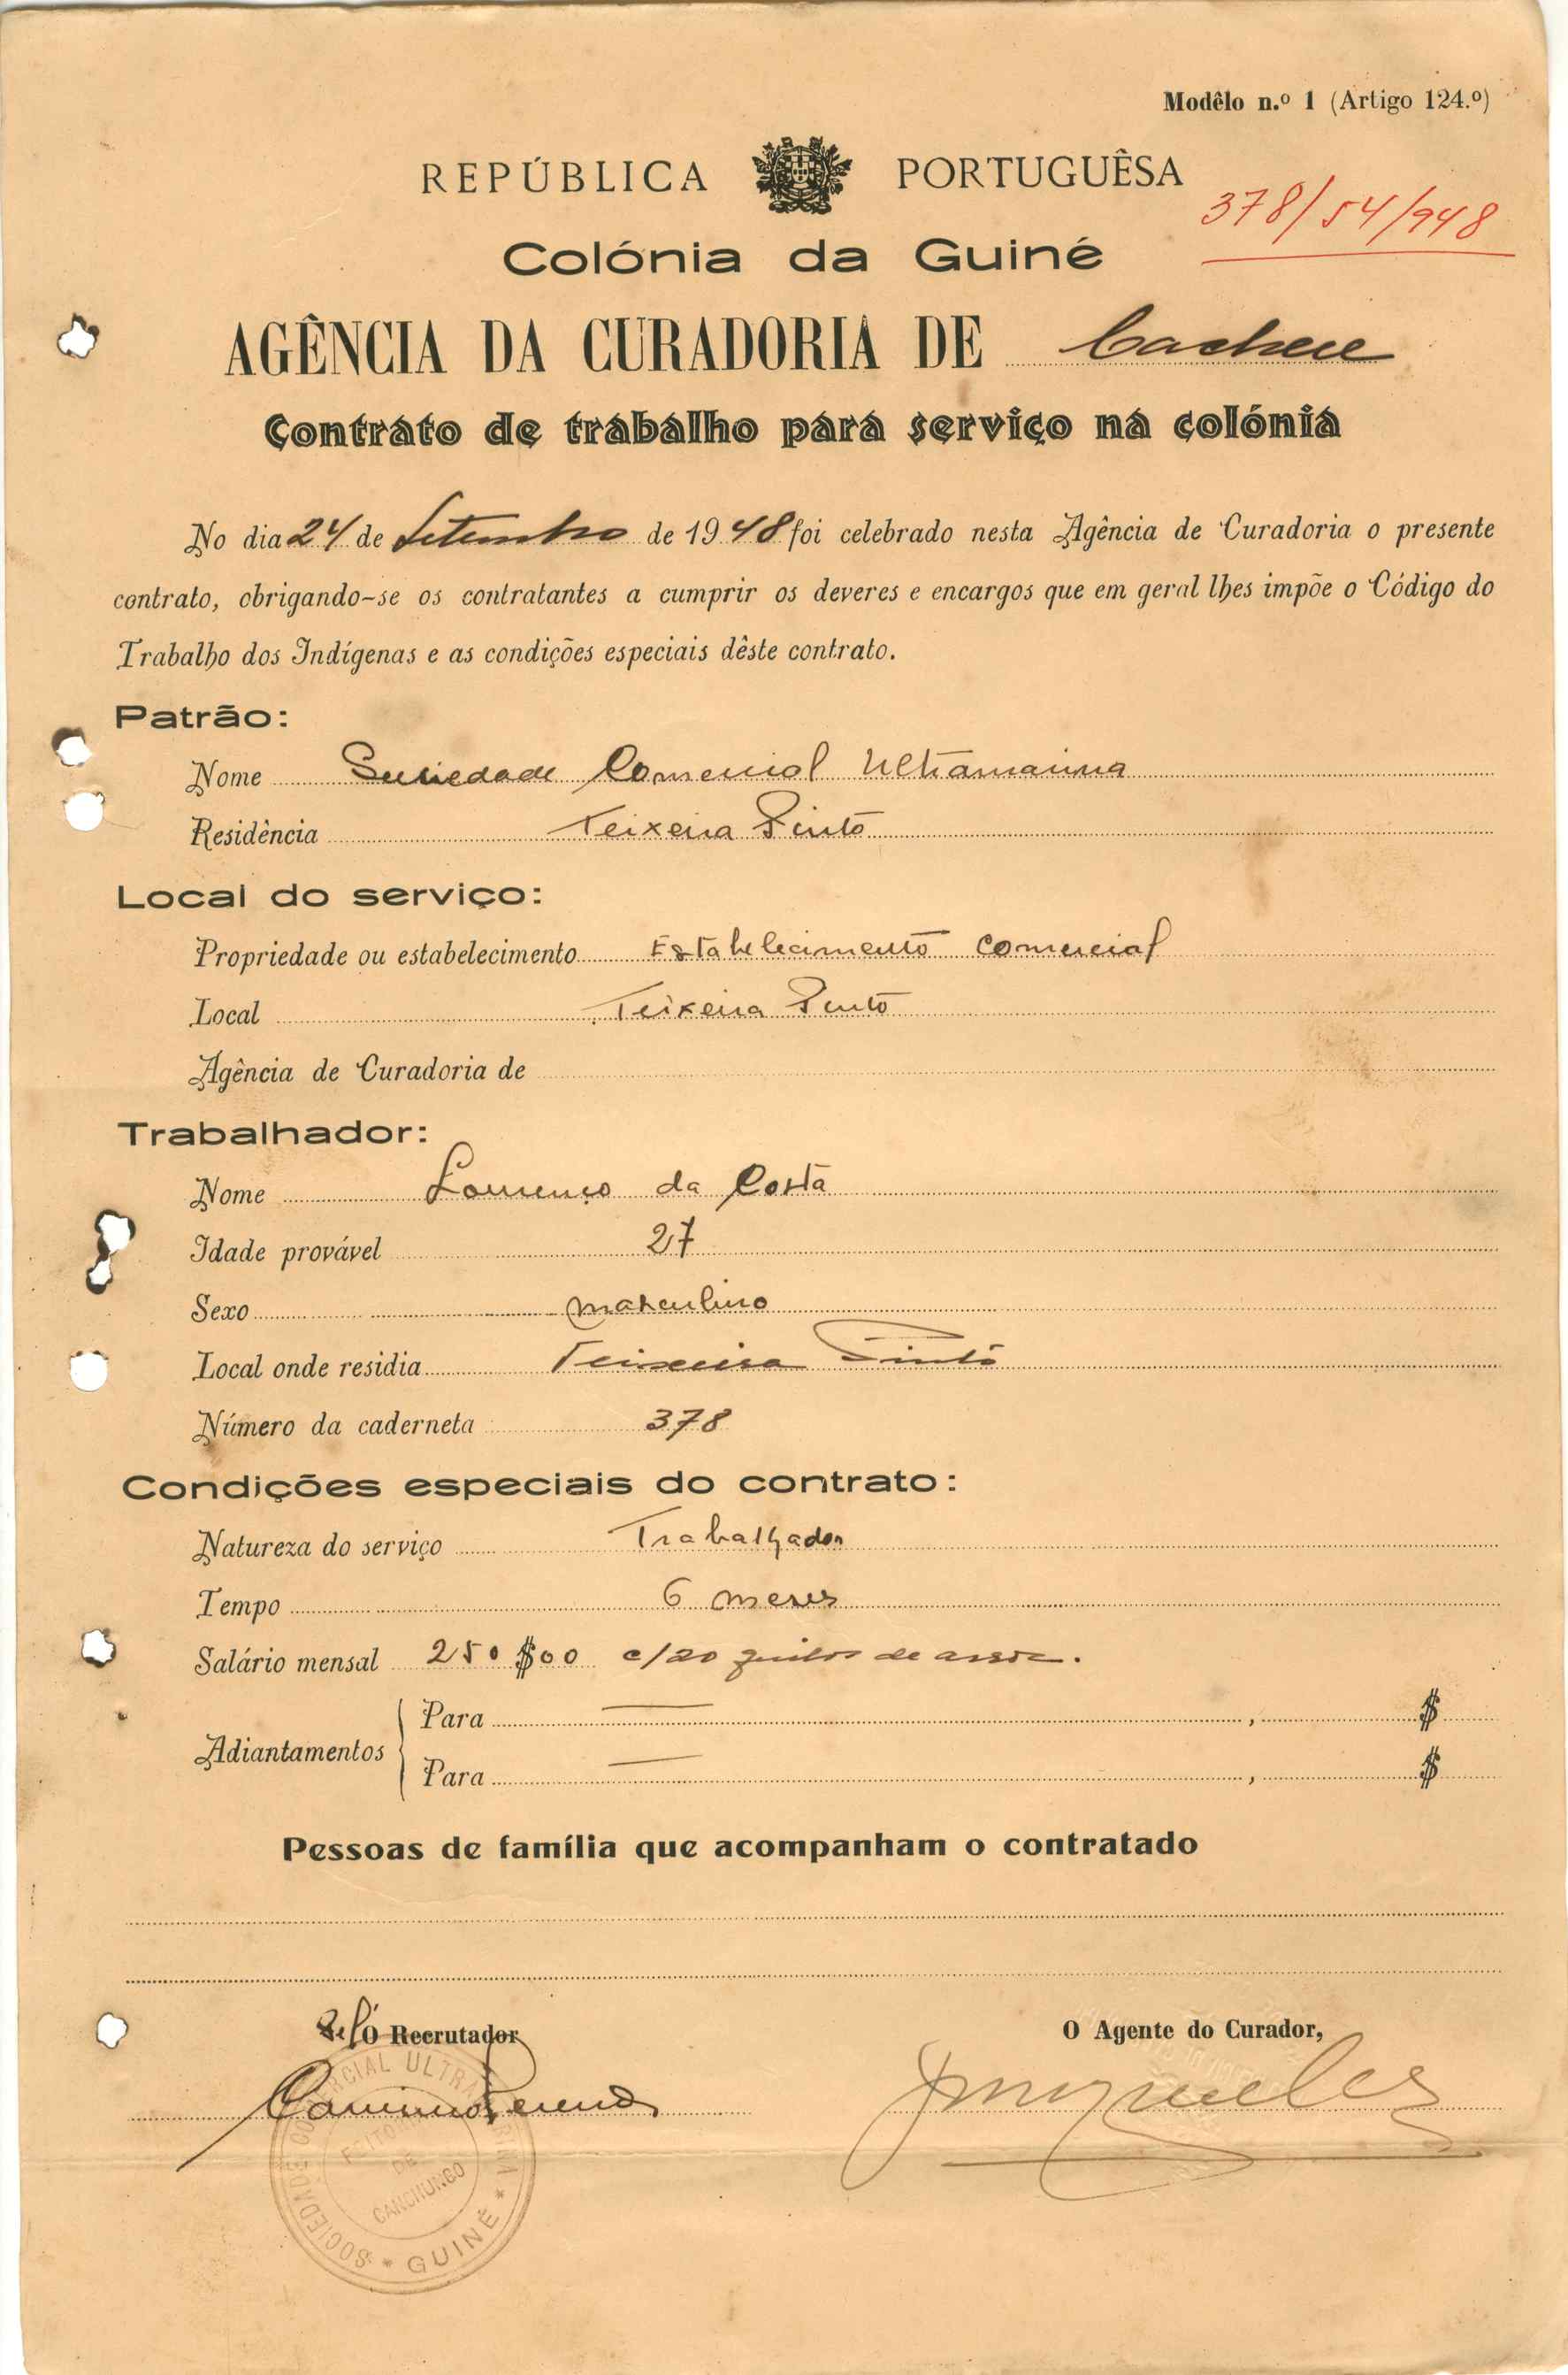 Modêlo n.º 1 (Artigo 124.º)
REPÚBLICA PORTUGUÊSA
378/54/948
Colónia da Guiné
AGÊNCIA DA CURADORIA DE Cacheu
Contrato de trabalho para serviço na colónia
No dia 24 de Setembro de 1948 foi celebrado nesta Agência de Curadoria o presente
contrato, obrigando-se os contratantes a cumprir os deveres e encargos que em geral lhes impõe o Código do
Trabalho dos Indígenas e as condições especiais dêste contrato.
Patrão:
Nome Sociedade Comercial Ultramarina
Residência Teixeira Pinto
Local do serviço:
Propriedade ou estabelecimento Estabelecimento comercial
Local Teixeira Pinto
Agência de Curadoria de
Trabalhador:
Nome Lourenço da Costa
Idade provável 27
Sexo masculino
Local onde residia Teixeira Pinto
Número da caderneta 378
Condições especiais do contrato:
Natureza do serviço Trabalhador
Tempo 6 meses
Salário mensal 250$00 c/20 quilos de arroz.
Adiantamentos
Para , $
Para , $
Pessoas de família que acompanham o contratado
Pel'O Recrutador
O Agente do Curador,
SOCIEDADE COMERCIAL ULTRAMARINA
FEITORIA
DE
CANCHUNGO
* GUINÉ *